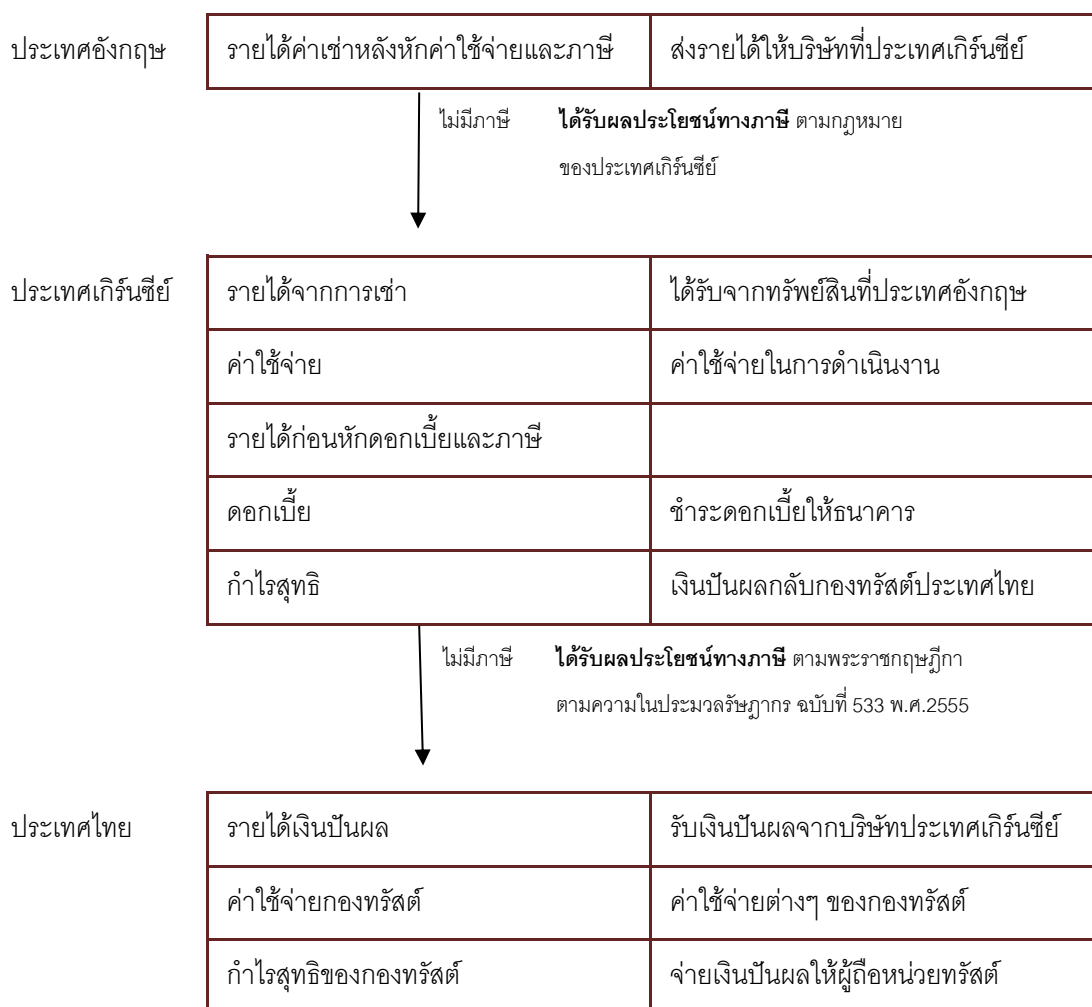 ประเทศอังกฤษ รายได้ค่าเช่าหลังหักค่าใช้จ่ายและภาษี ส่งรายได้ให้บริษัทที่ประเทศเกิร์นซีย์
ไม่มีภาษี ได้รับผลประโยชน์ทางภาษี ตามกฎหมาย
ของประเทศเกิร์นซีย์
ประเทศเกิร์นซีย์ รายได้จากการเช่า ได้รับจากทรัพย์สินที่ประเทศอังกฤษ
ค่าใช้จ่าย ค่าใช้จ่ายในการดำเนินงาน
รายได้ก่อนหักดอกเบี้ยและภาษี
ดอกเบี้ย ชำระดอกเบี้ยให้ธนาคาร
กำไรสุทธิ เงินปันผลกลับกองทรัสต์ประเทศไทย
ไม่มีภาษี ได้รับผลประโยชน์ทางภาษี ตามพระราชกฤษฎีกา
ตามความในประมวลรัษฎากร ฉบับที่ 533 พ.ศ.2555
ประเทศไทย รายได้เงินปันผล รับเงินปันผลจากบริษัทประเทศเกิร์นซีย์
ค่าใช้จ่ายกองทรัสต์ ค่าใช้จ่ายต่างๆ ของกองทรัสต์
กำไรสุทธิของกองทรัสต์ จ่ายเงินปันผลให้ผู้ถือหน่วยทรัสต์